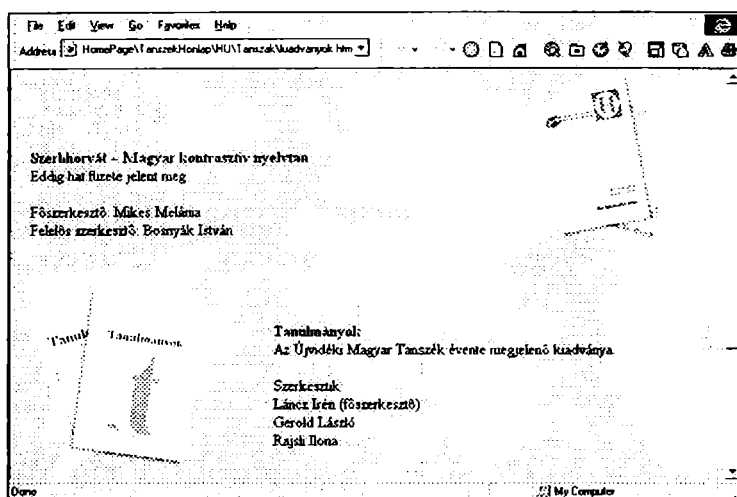 File Edit View Go Favorites Help
Address HomePage\TanszekHonlap\HU\Tanszak\kiadvanyok htm
Szerbhorvát – Magyar kontrasztív nyelvtan
Eddig hat füzete jelent meg
Főszerkesztő: Mikes Melánia
Felelős szerkesztő: Bosnyák István
Tanulmányok
Tanulmányok:
Az Újvidéki Magyar Tanszék évente megjelenő kiadványa
Szerkesztik
Láncz Irén (főszerkesztő)
Gerold László
Rajsli Ilona
Done
My Computer